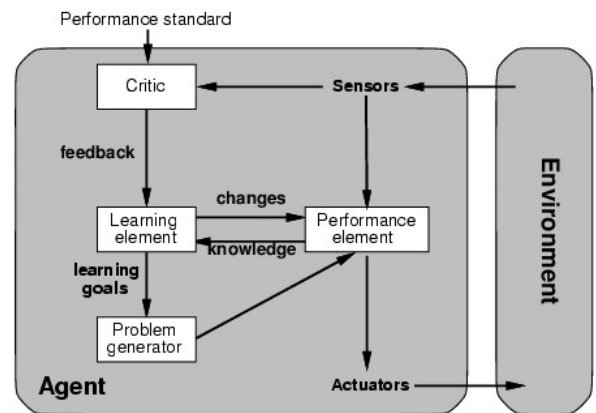 Performance standard
Critic
Sensors
feedback
changes
Learning
element
Performance
element
knowledge
learning
goals
Problem
generator
Agent
Actuators
Environment